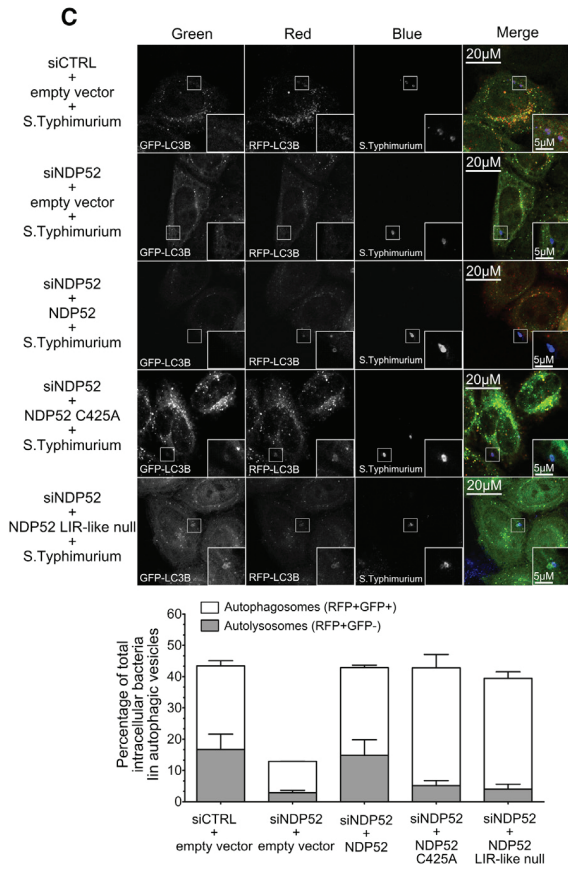 C
Green Red Blue Merge
siCTRL
+
empty vector
+
S.Typhimurium
GFP-LC3B RFP-LC3B S.Typhimurium 20µM 5µM
siNDP52
+
empty vector
+
S.Typhimurium
GFP-LC3B RFP-LC3B S.Typhimurium 20µM 5µM
siNDP52
+
NDP52
+
S.Typhimurium
GFP-LC3B RFP-LC3B S.Typhimurium 20µM 5µM
siNDP52
+
NDP52 C425A
+
S.Typhimurium
GFP-LC3B RFP-LC3B S.Typhimurium 20µM 5µM
siNDP52
+
NDP52 LIR-like null
+
S.Typhimurium
GFP-LC3B RFP-LC3B S.Typhimurium 20µM 5µM
Percentage of total
intracellular bacteria
Iin autophagic vesicles
60
50
40
30
20
10
0
Autophagosomes (RFP+GFP+)
Autolysosomes (RFP+GFP-)
siCTRL
+
empty vector
siNDP52
+
empty vector
siNDP52
+
NDP52
siNDP52
+
NDP52
C425A
siNDP52
+
NDP52
LIR-like null